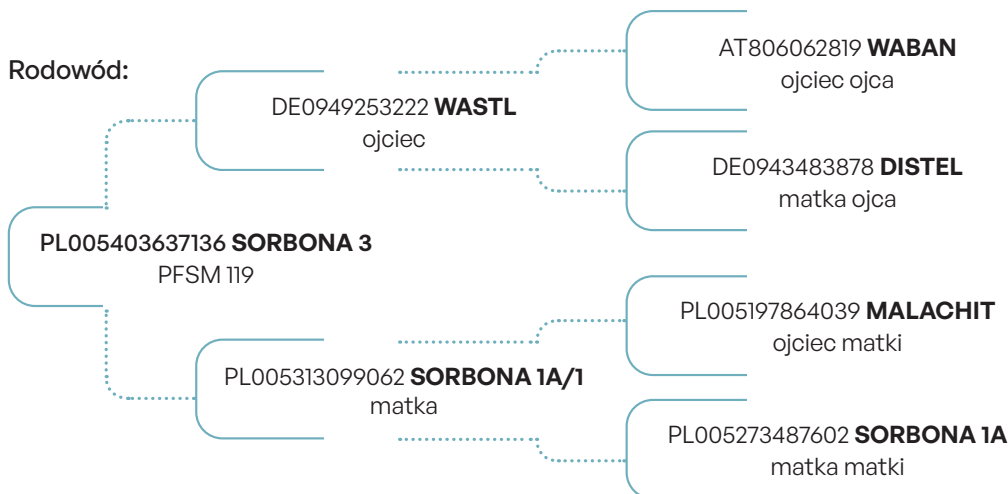 Rodowód:
AT806062819 WABAN
ojciec ojca
DE0949253222 WASTL
ojciec
DE0943483878 DISTEL
matka ojca
PL005403637136 SORBONA 3
PFSM 119
PL005197864039 MALACHIT
ojciec matki
PL005313099062 SORBONA 1A/1
matka
PL005273487602 SORBONA 1A
matka matki